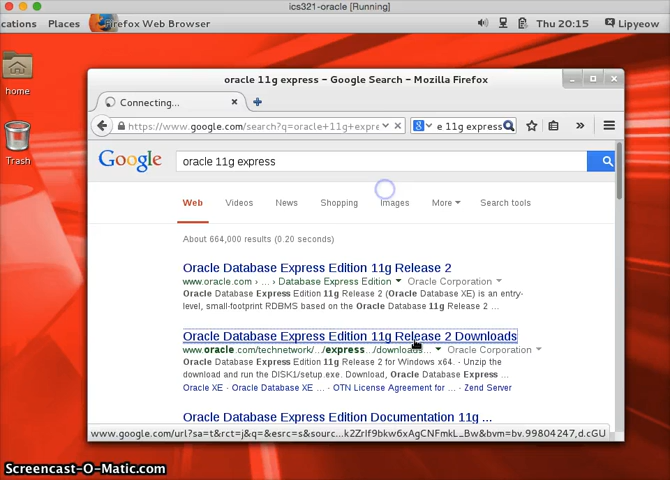 ics321-oracle [Running]
cations Places Firefox Web Browser Thu 20:15 Lipyeow
home
Trash
oracle 11g express - Google Search - Mozilla Firefox
Connecting...
https://www.google.com/search?q=oracle+11g+expre
e 11g express
Google oracle 11g express
Web Videos News Shopping Images More Search tools
About 664,000 results (0.20 seconds)
Oracle Database Express Edition 11g Release 2
www.oracle.com › ... › Database Express Edition Oracle Corporation
Oracle Database Express Edition 11g Release 2 (Oracle Database XE) is an entry-
level, small-footprint RDBMS based on the Oracle Database 11g Release 2 ...
Oracle Database Express Edition 11g Release 2 Downloads
www.oracle.com/technetwork/.../express.../downloads... Oracle Corporation
Oracle Database Express Edition 11g Release 2 for Windows x64. - Unzip the
download and run the DISK1/setup.exe. Download, Oracle Database Express ...
Oracle XE - Oracle Database XE ... - OTN License Agreement for ... - Zend Server
Oracle Database Express Edition Documentation 11g ...
www.google.com/url?sa=t&rct=j&q=&esrc=s&sourc...k2ZrIf9bkw6xAgCNFmkL_Bw&bvm=bv.99804247,d.cGU
Screencast-O-Matic.com